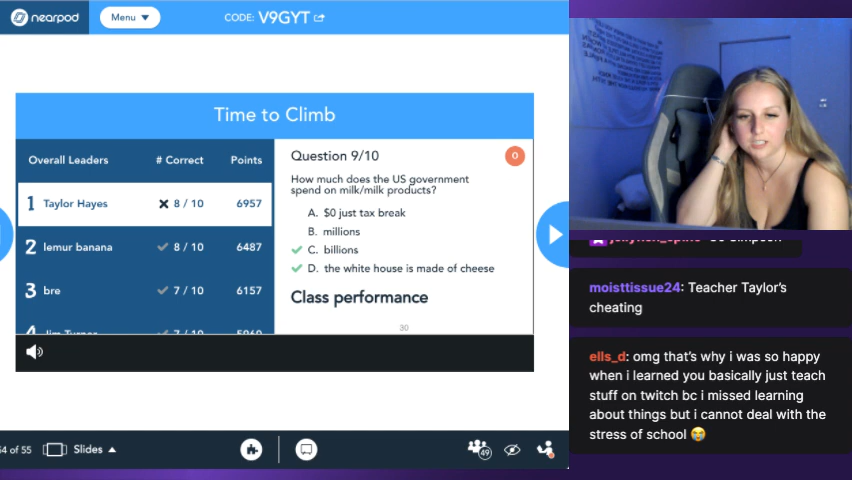 nearpod
Menu
CODE: V9GYT
Time to Climb
Overall Leaders # Correct Points
1 Taylor Hayes 8 / 10 6957
2 lemur banana 8 / 10 6487
3 bre 7 / 10 6157
Question 9/10
0
How much does the US government
spend on milk/milk products?
A. $0 just tax break
B. millions
C. billions
D. the white house is made of cheese
Class performance
30
of 55
Slides
49
moisttissue24: Teacher Taylor's
cheating
ells_d: omg that's why i was so happy
when i learned you basically just teach
stuff on twitch bc i missed learning
about things but i cannot deal with the
stress of school 😭